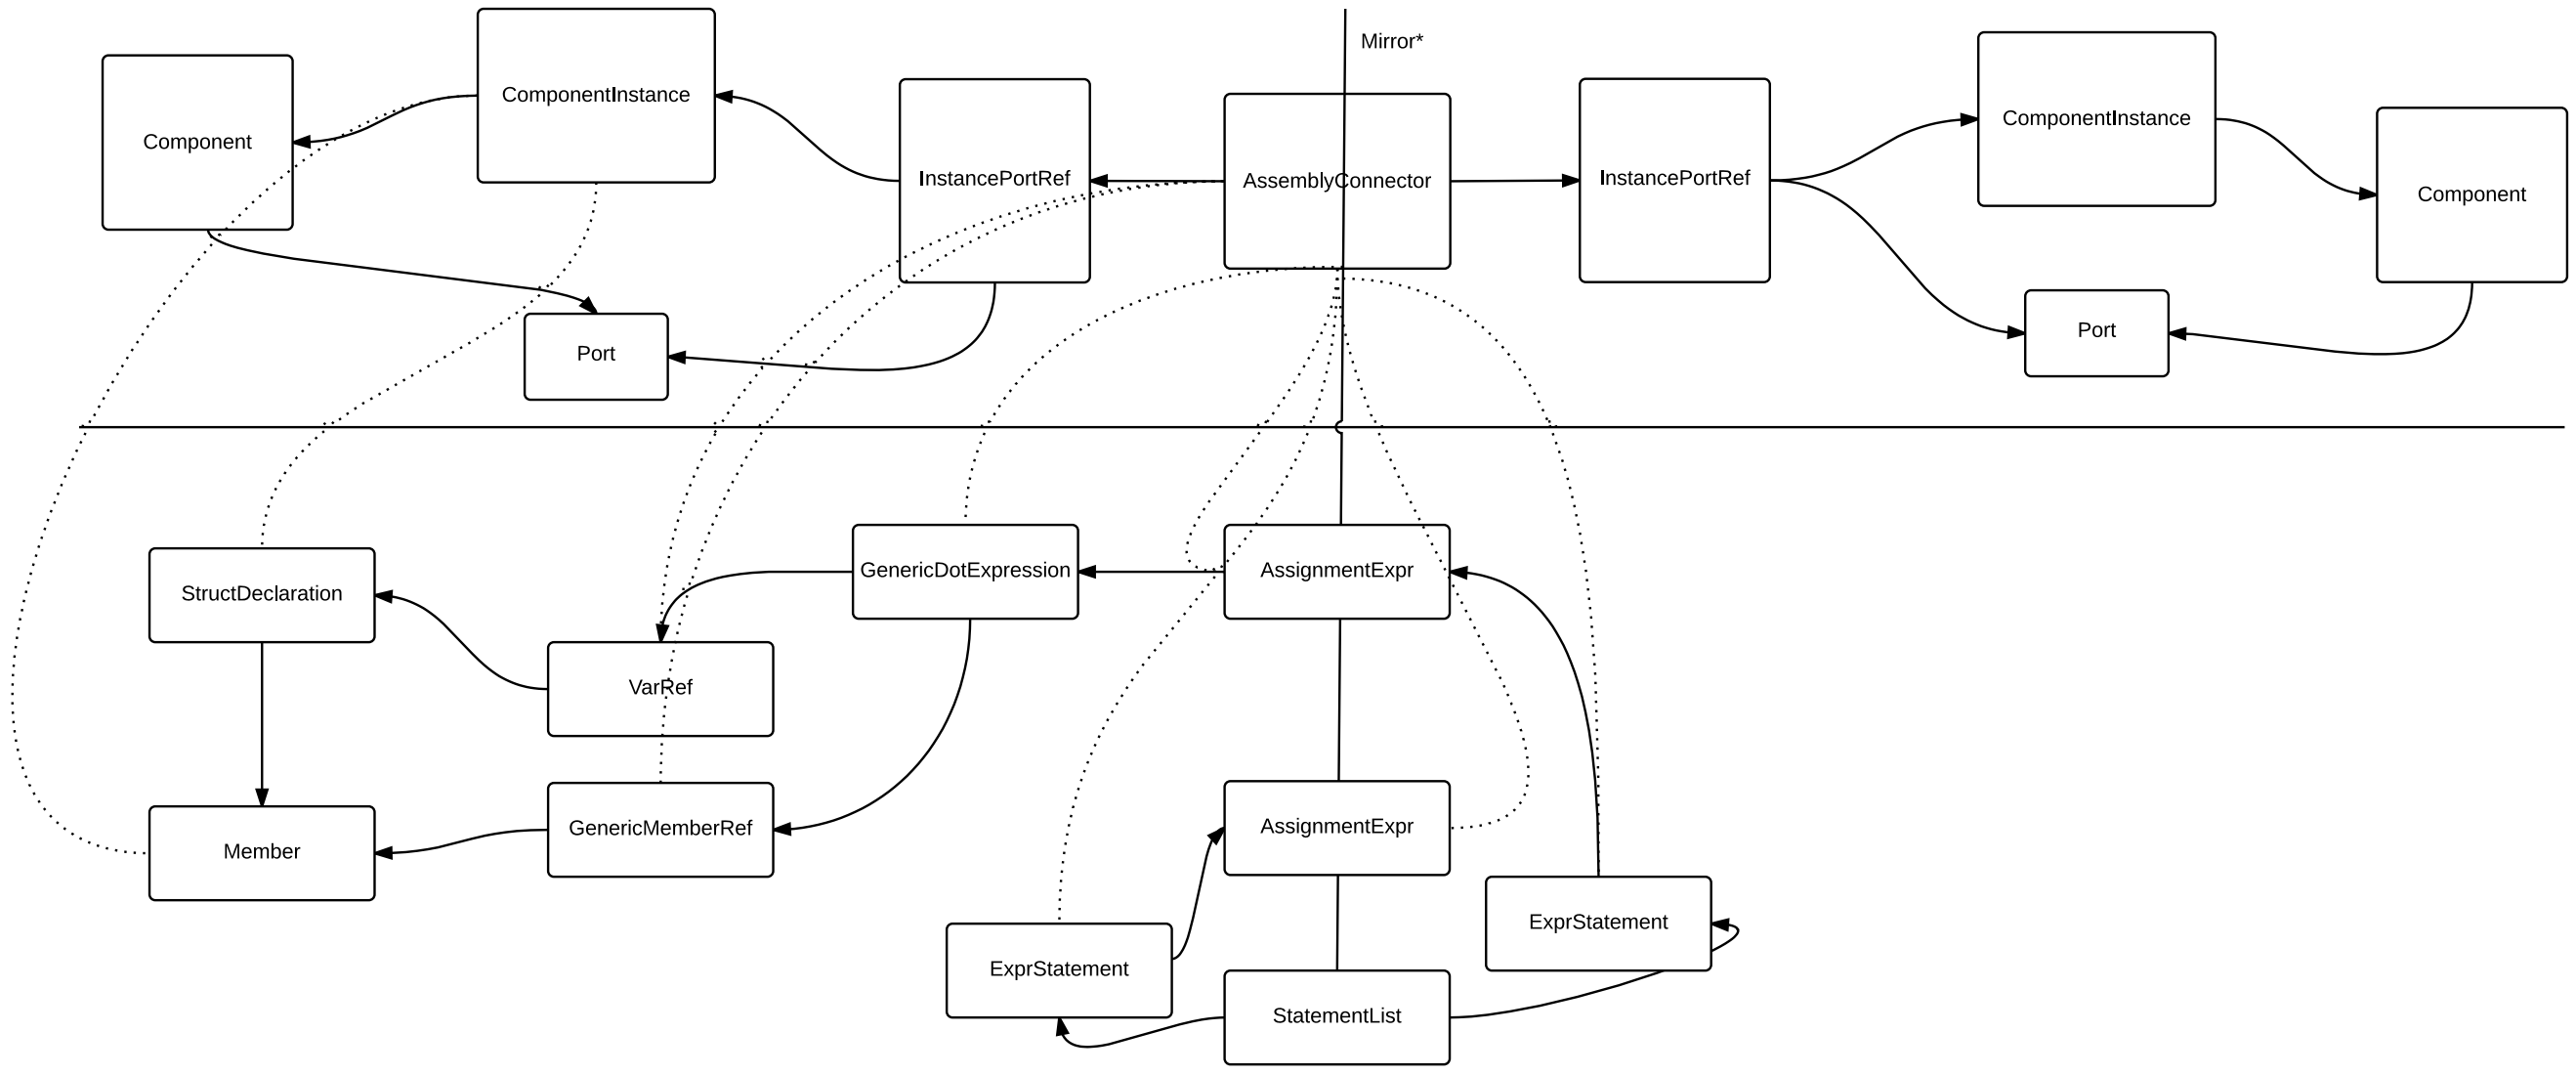 Mirror*
ComponentInstance
ComponentInstance
Component
InstancePortRef
AssemblyConnector
InstancePortRef
Component
Port
Port
GenericDotExpression
AssignmentExpr
StructDeclaration
VarRef
GenericMemberRef
AssignmentExpr
Member
ExprStatement
ExprStatement
StatementList